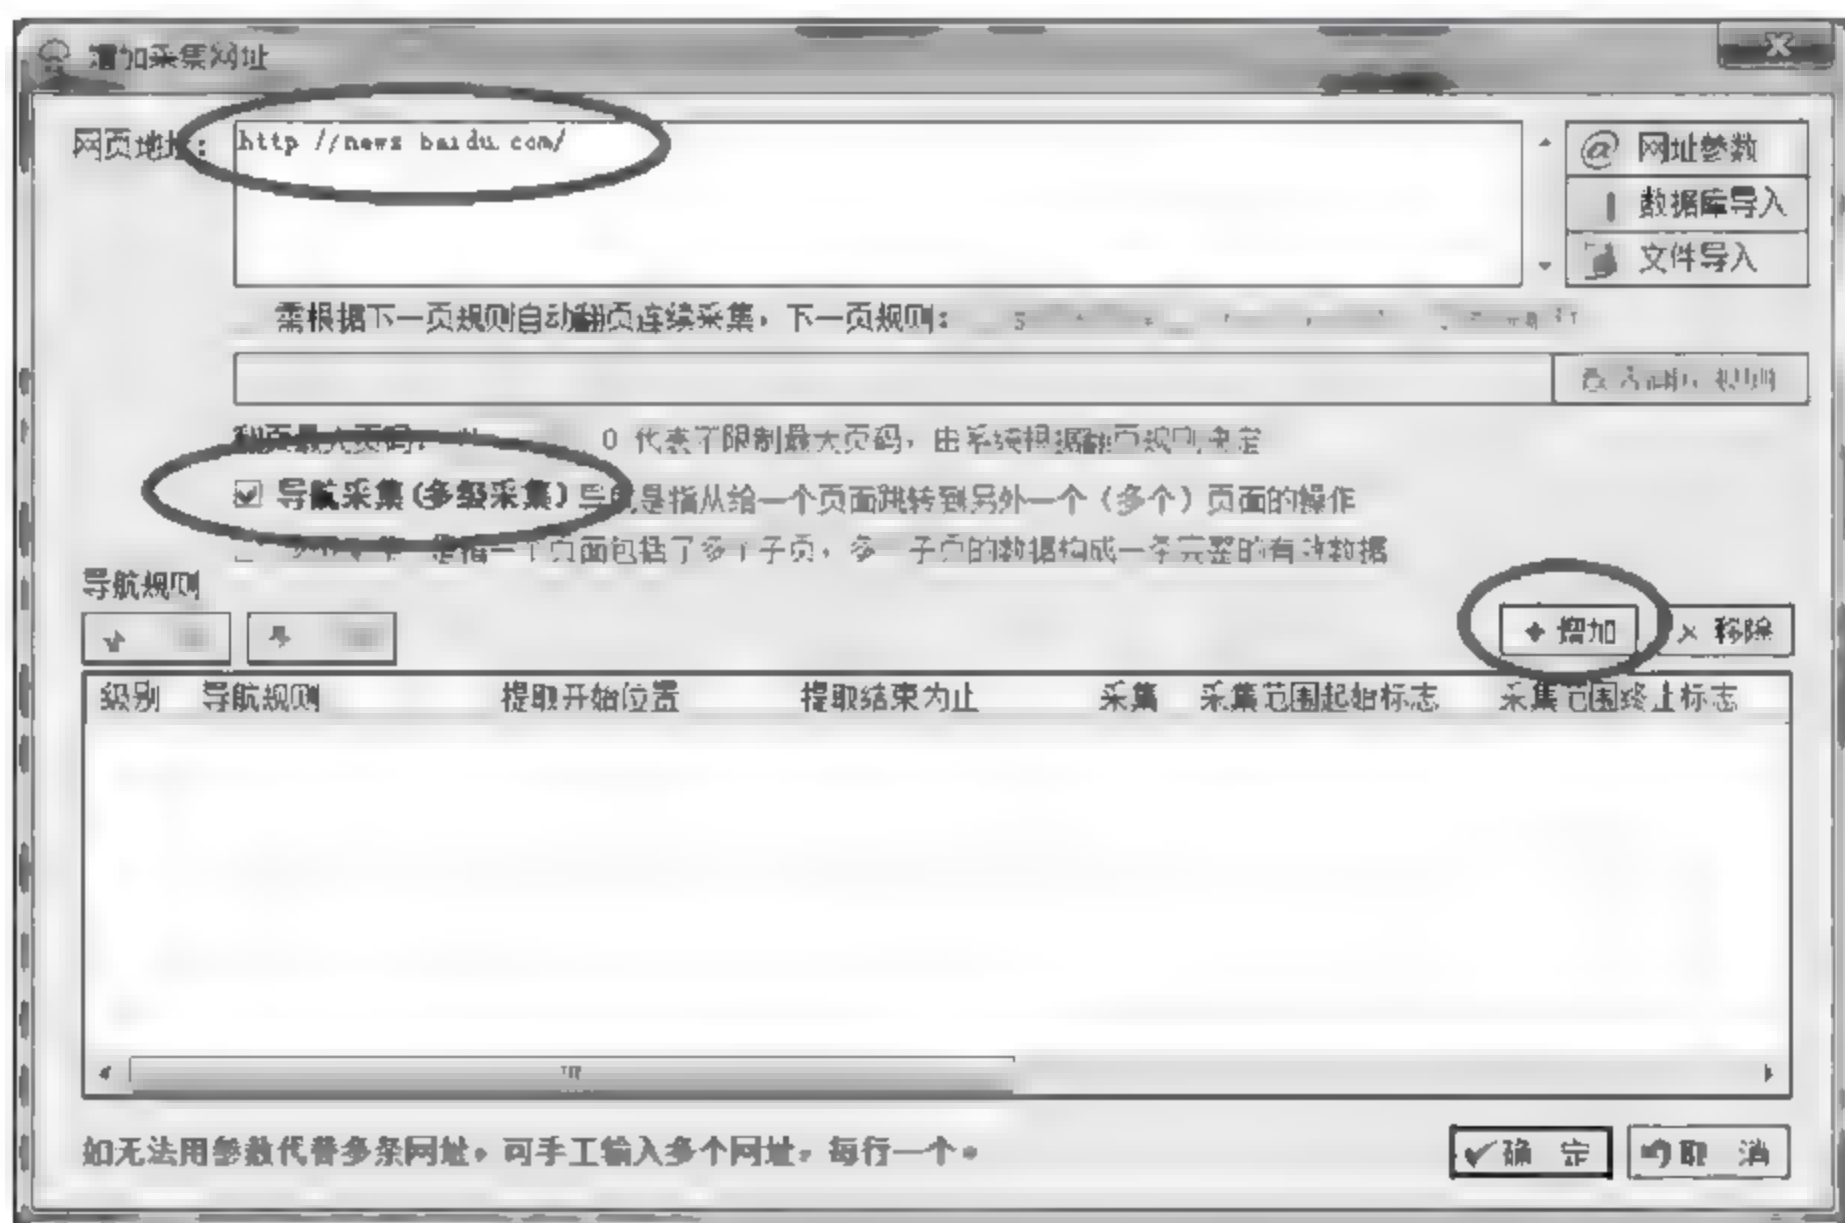 增加采集网址
网页地址: http //news baidu.com/
网址参数
数据库导入
文件导入
需根据下一页规则自动翻页连续采集,下一页规则:
翻页最大页码: 0 代表不限制最大页码,由系统根据翻页规则决定
导航采集(多级采集) 导航是指从给一个页面跳转到另外一个(多个)页面的操作
是指一个页面包括了多个子页,多 子页的数据构成一条完整的有效数据
导航规则
增加 移除
级别 导航规则 提取开始位置 提取结束为止 采集 采集范围起始标志 采集范围终止标志
如无法用参数代替多条网址,可手工输入多个网址,每行一个。
确 定 取 消